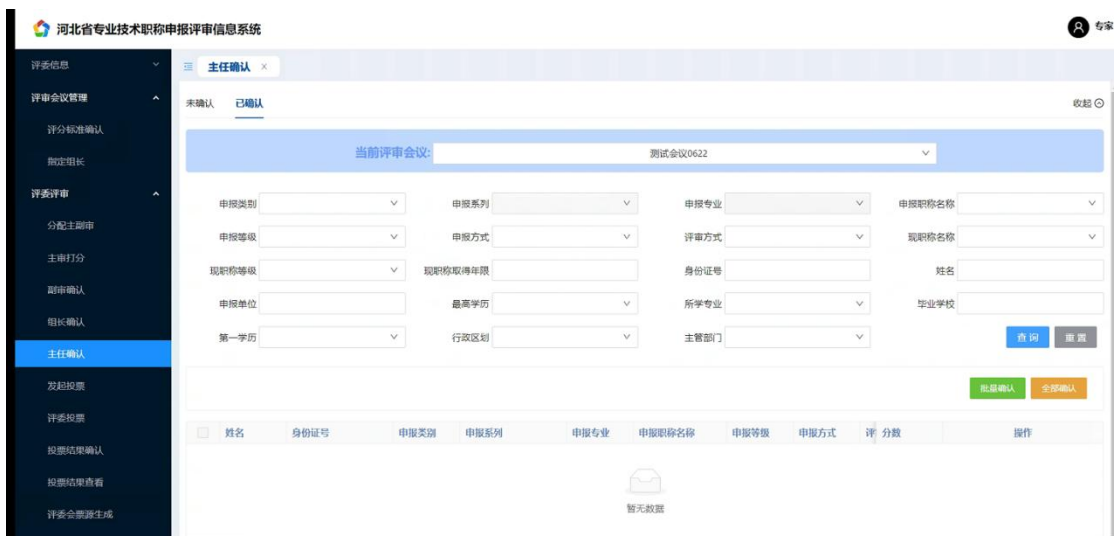 河北省专业技术职称申报评审信息系统
专家
评委信息
主任确认 ×
评审会议管理
未确认 已确认 收起
评分标准确认
当前评审会议: 测试会议0622
指定组长
评委评审
申报类别 申报系列 申报专业 申报职称名称
分配主副审
申报等级 申报方式 评审方式 现职称名称
主审打分
现职称等级 现职称取得年限 身份证号 姓名
副审确认
申报单位 最高学历 所学专业 毕业学校
组长确认
第一学历 行政区划 主管部门 查询 重置
主任确认
发起投票
批量确认 全部确认
评委投票
姓名 身份证号 申报类别 申报系列 申报专业 申报职称名称 申报等级 申报方式 评 分数 操作
投票结果确认
投票结果查看
暂无数据
评委会票源生成